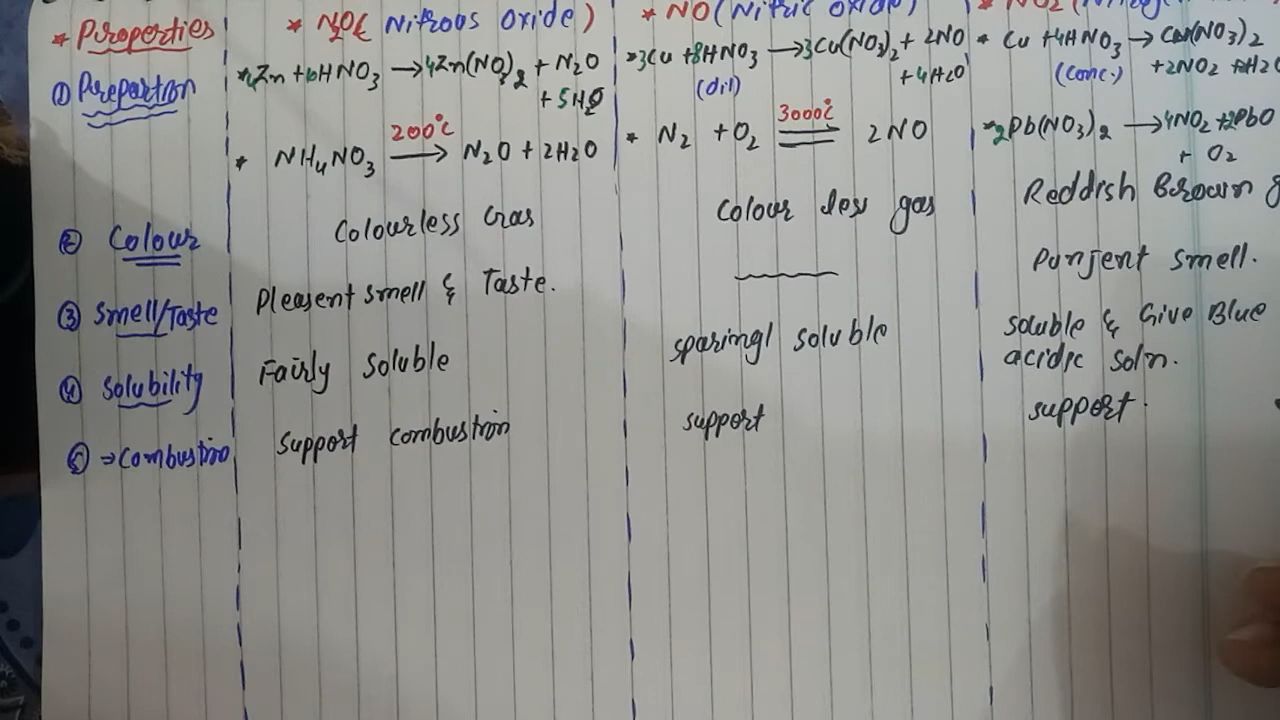 * Properties
* N2O( Nitroos Oxide)
* NO(Nitric Oxide)
① Prepartion
*4Zn + 10HNO3 → 4Zn(NO3)2 + N2O
+ 5H2O
* NH4NO3 200°C → N2O + 2H2O
*3Cu + 8HNO3 → 3Cu(NO3)2 + 2NO
(dil) + 4H2O
* N2 + O2 3000°C ⇌ 2NO
* Cu + 4HNO3 → Cu(NO3)2
(conc.) + 2NO2 + 2H2O
*2Pb(NO3)2 → 4NO2 + 2PbO
+ O2
② Colour
Colourless Gas
Colour less gas
Reddish Brown g
③ Smell/Taste
Pleasent smell & Taste.
Punjent smell.
④ Solubility
Fairly Soluble
sparingl soluble
Soluble & Give Blue
acidic soln.
⑤ → Combustion
Support combustion
support
support.